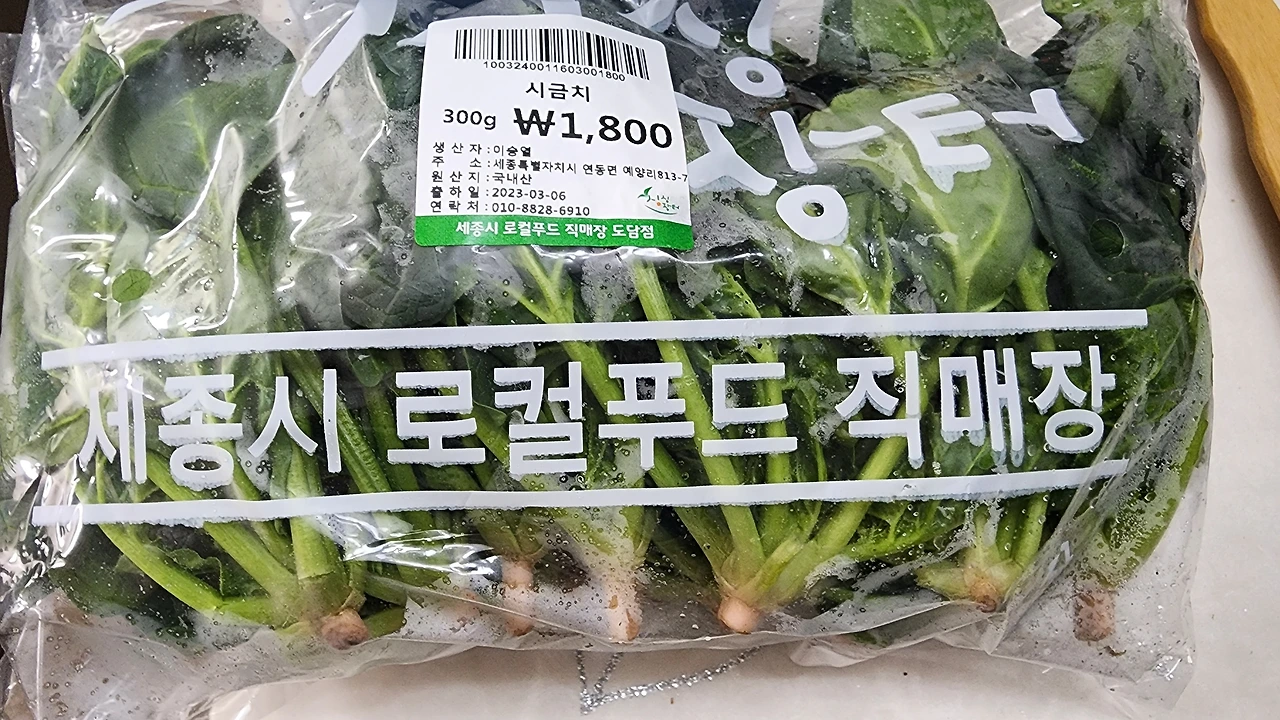 1003240011603001800
시금치
300g ₩1,800
생 산 자 : 이승열
주 소 : 세종특별자치시 연동면 예양리813-7
원 산 지 : 국내산
출 하 일 : 2023-03-06
연 락 처 : 010-8828-6910
세종시 로컬푸드 직매장 도담점
장터
세종시 로컬푸드 직매장